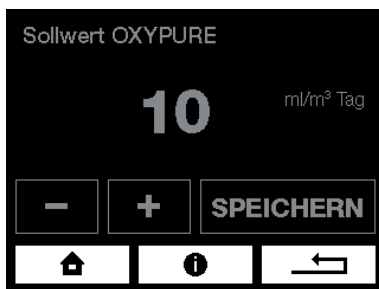 Sollwert OXYPURE
10 ml/m³ Tag
− + SPEICHERN